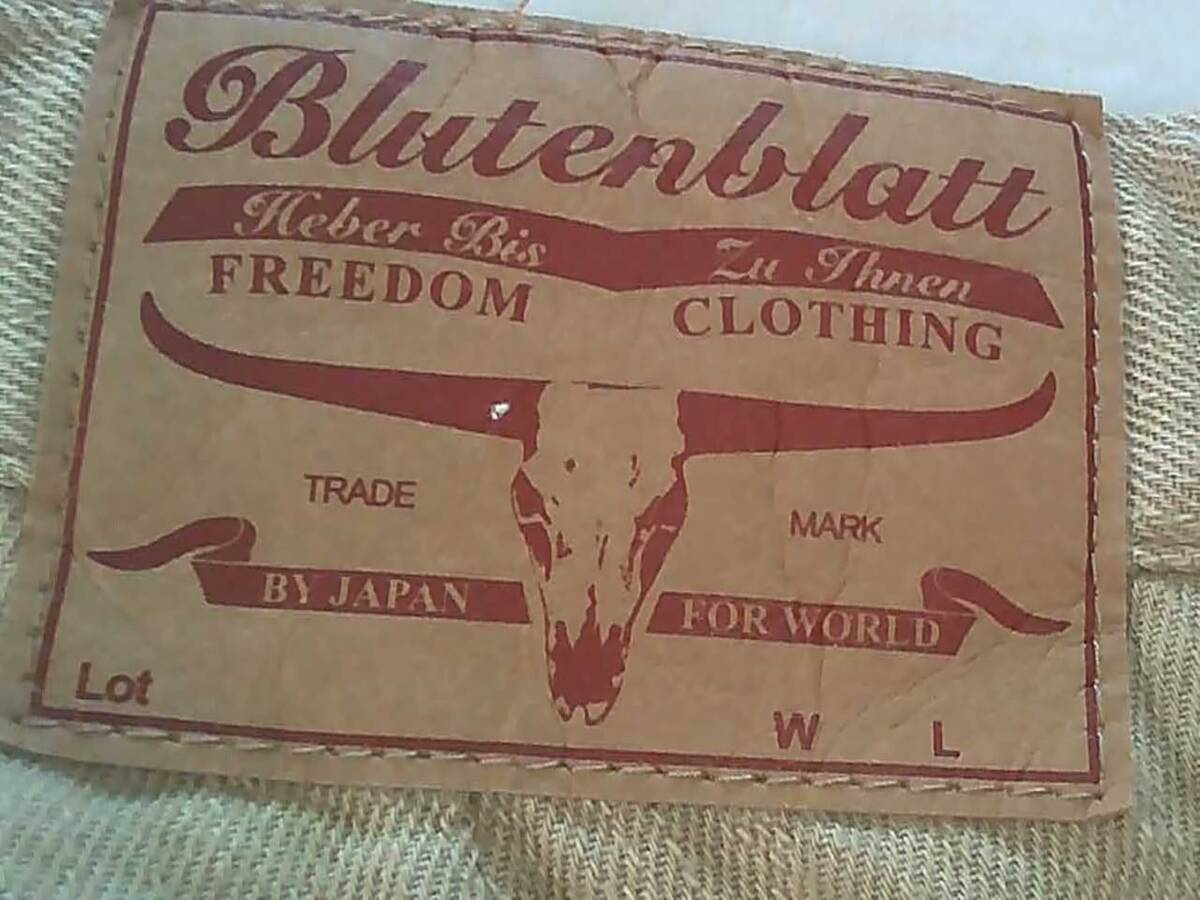 Blutenblatt
Heber Bis Zu Ihnen
FREEDOM CLOTHING
TRADE MARK
BY JAPAN FOR WORLD
Lot W L